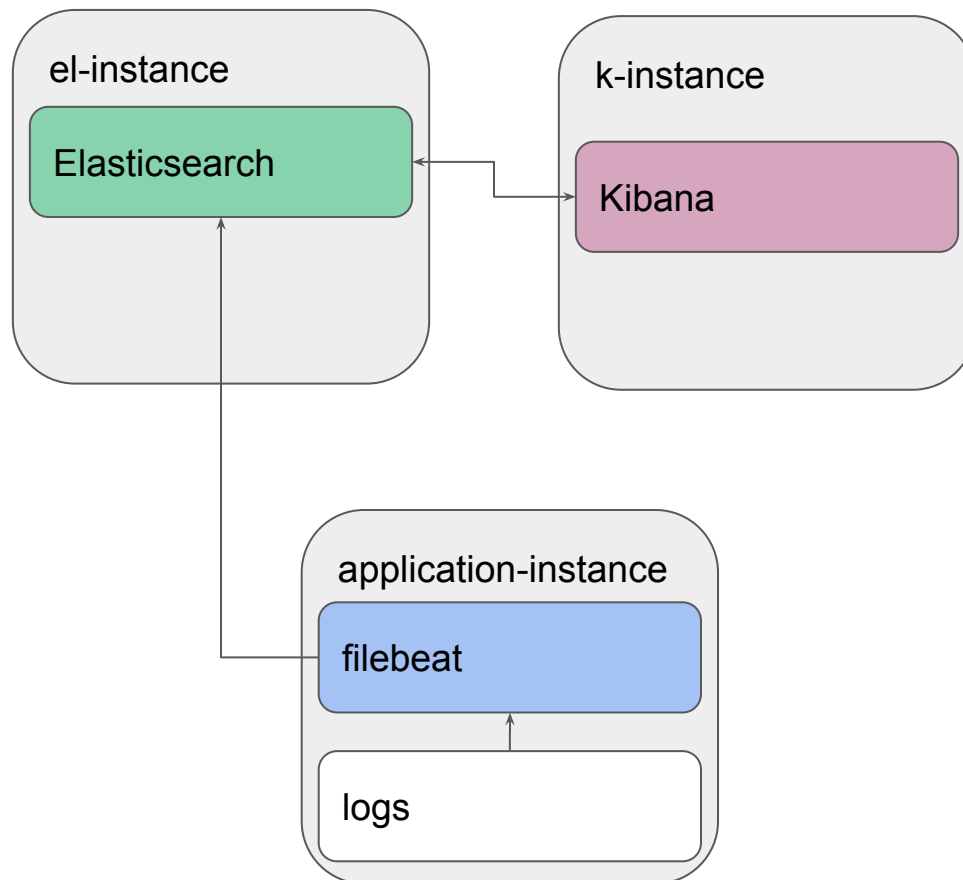 el-instance
Elasticsearch
k-instance
Kibana
application-instance
filebeat
logs